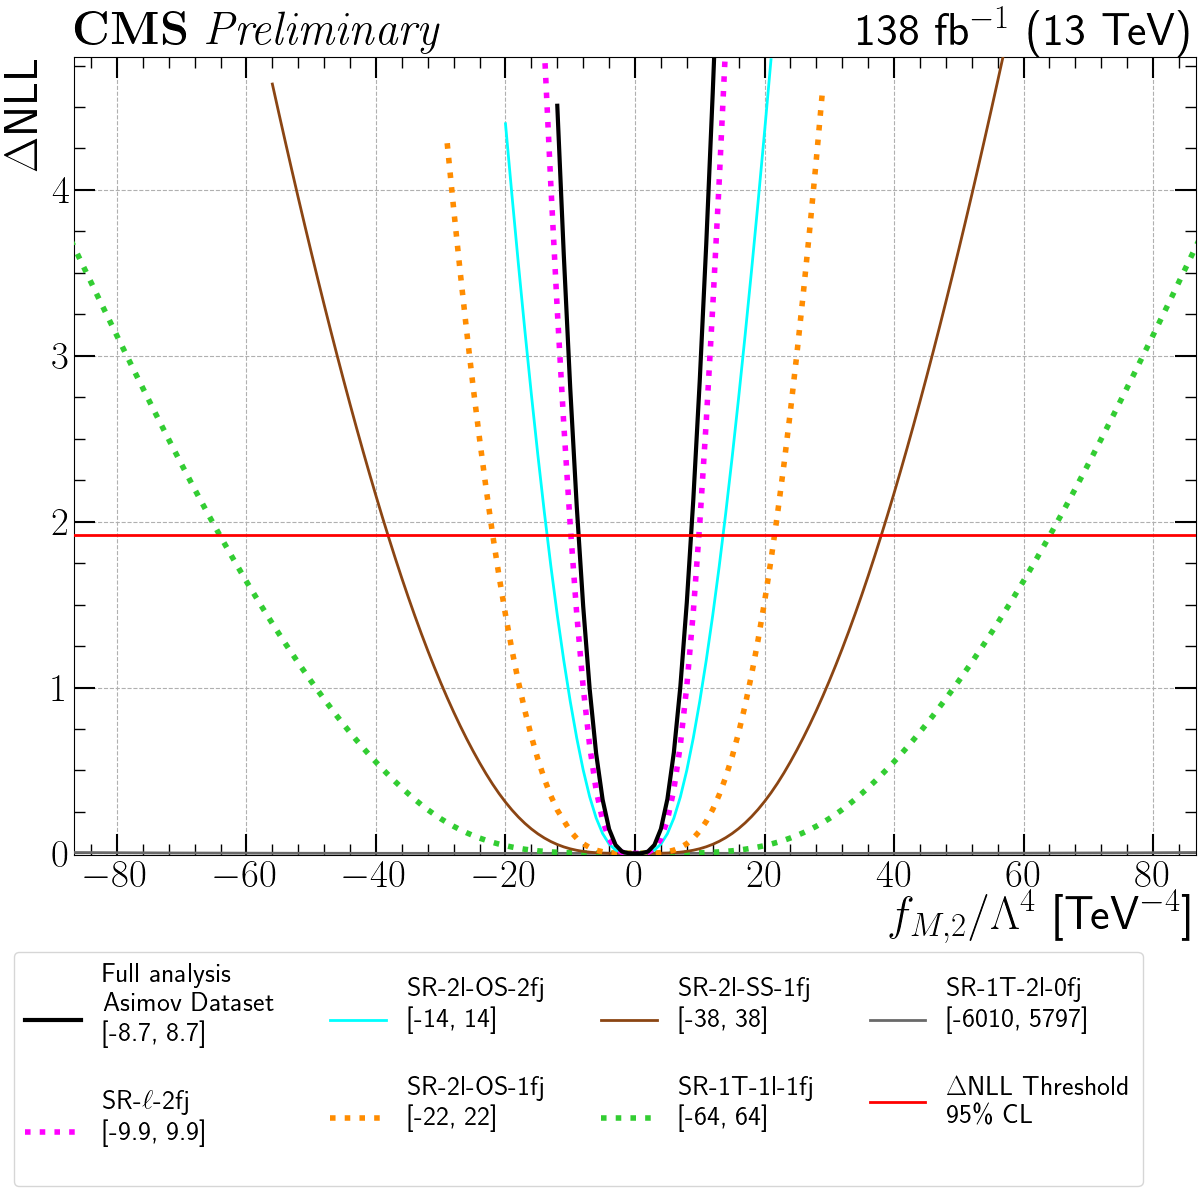 CMS Preliminary
138 fb⁻¹ (13 TeV)
ΔNLL
4
3
2
1
0
−80 −60 −40 −20 0 20 40 60 80
f_{M,2}/Λ⁴ [TeV⁻⁴]
Full analysis
Asimov Dataset
[-8.7, 8.7]
SR-ℓ-2fj
[-9.9, 9.9]
SR-2l-OS-2fj
[-14, 14]
SR-2l-OS-1fj
[-22, 22]
SR-2l-SS-1fj
[-38, 38]
SR-1T-1l-1fj
[-64, 64]
SR-1T-2l-0fj
[-6010, 5797]
ΔNLL Threshold
95% CL